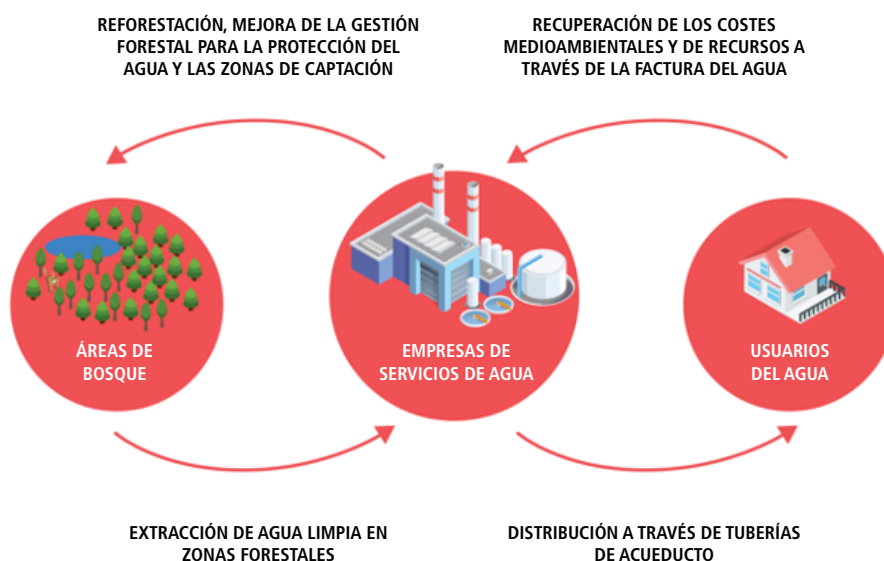 REFORESTACIÓN, MEJORA DE LA GESTIÓN
FORESTAL PARA LA PROTECCIÓN DEL
AGUA Y LAS ZONAS DE CAPTACIÓN
RECUPERACIÓN DE LOS COSTES
MEDIOAMBIENTALES Y DE RECURSOS A
TRAVÉS DE LA FACTURA DEL AGUA
ÁREAS DE
BOSQUE
EMPRESAS DE
SERVICIOS DE AGUA
USUARIOS
DEL AGUA
EXTRACCIÓN DE AGUA LIMPIA EN
ZONAS FORESTALES
DISTRIBUCIÓN A TRAVÉS DE TUBERÍAS
DE ACUEDUCTO